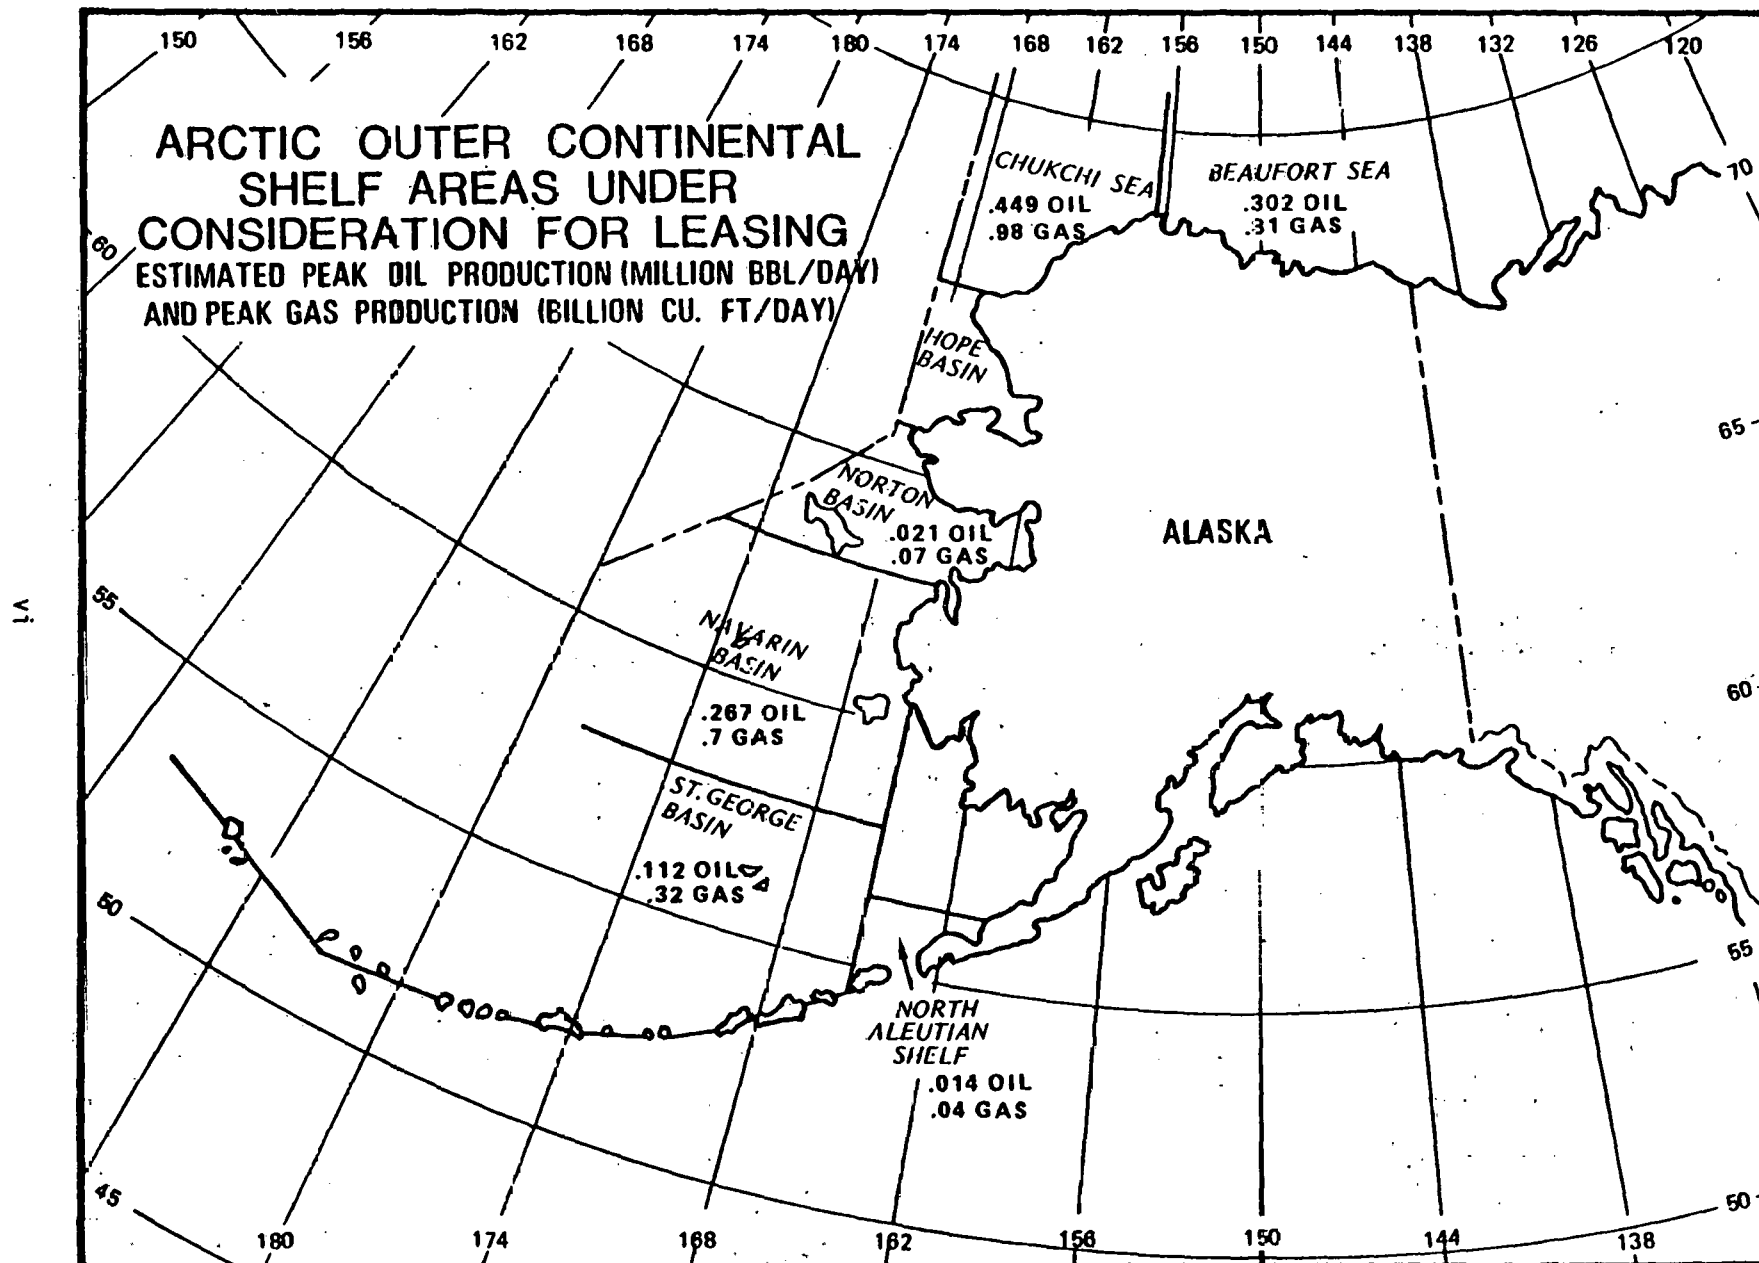 150 156 162 168 174 180 174 168 162 156 150 144 138 132 126 120
ARCTIC OUTER CONTINENTAL
SHELF AREAS UNDER
CONSIDERATION FOR LEASING
ESTIMATED PEAK OIL PRODUCTION (MILLION BBL/DAY)
AND PEAK GAS PRODUCTION (BILLION CU. FT/DAY)
CHUKCHI SEA
.449 OIL
.98 GAS
BEAUFORT SEA
.302 OIL
.31 GAS
70
60
HOPE
BASIN
65
NORTON
BASIN
.021 OIL
.07 GAS
ALASKA
55
vi
NAVARIN
BASIN
.267 OIL
.7 GAS
60
ST. GEORGE
BASIN
.112 OIL
.32 GAS
50
55
NORTH
ALEUTIAN
SHELF
.014 OIL
.04 GAS
45
50
180 174 168 162 156 150 144 138